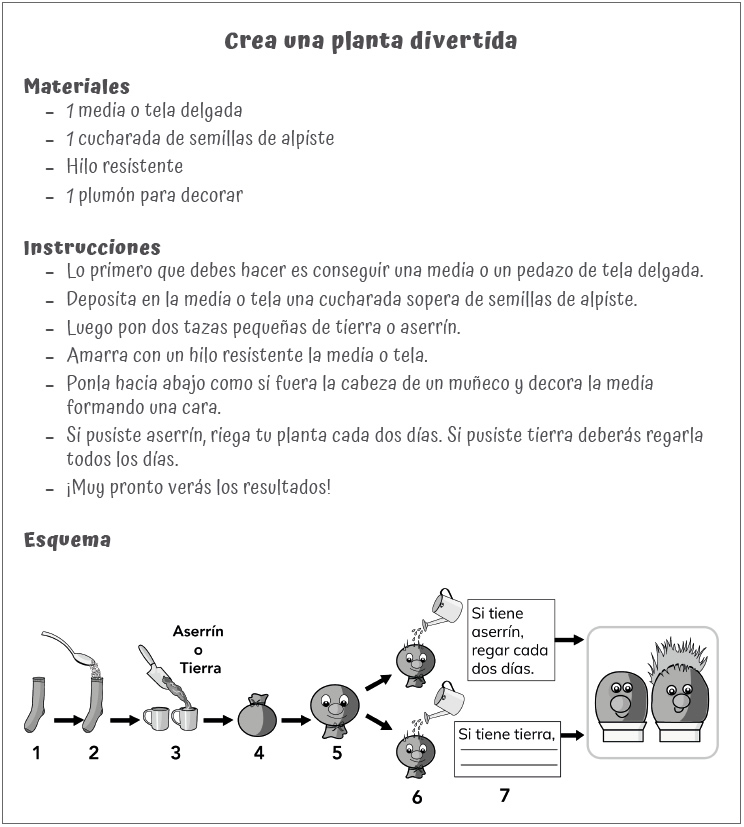 Crea una planta divertida
Materiales
– 1 media o tela delgada
– 1 cucharada de semillas de alpiste
– Hilo resistente
– 1 plumón para decorar
Instrucciones
– Lo primero que debes hacer es conseguir una media o un pedazo de tela delgada.
– Deposita en la media o tela una cucharada sopera de semillas de alpiste.
– Luego pon dos tazas pequeñas de tierra o aserrín.
– Amarra con un hilo resistente la media o tela.
– Ponla hacia abajo como si fuera la cabeza de un muñeco y decora la media
formando una cara.
– Si pusiste aserrín, riega tu planta cada dos días. Si pusiste tierra deberás regarla
todos los días.
– ¡Muy pronto verás los resultados!
Esquema
Aserrín
o
Tierra
Si tiene
aserrín,
regar cada
dos días.
Si tiene tierra,
1 2 3 4 5
6 7